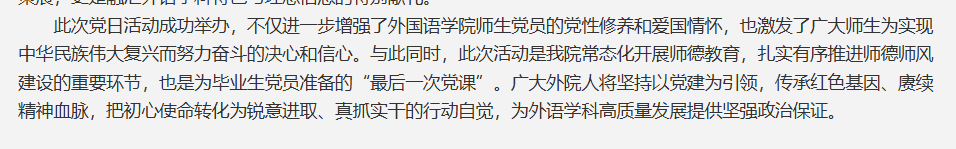 此次党日活动成功举办，不仅进一步增强了外国语学院师生党员的党性修养和爱国情怀，也激发了广大师生为实现
中华民族伟大复兴而努力奋斗的决心和信心。与此同时，此次活动是我院常态化开展师德教育，扎实有序推进师德师风
建设的重要环节，也是为毕业生党员准备的“最后一次党课”。广大外院人将坚持以党建为引领，传承红色基因、赓续
精神血脉，把初心使命转化为锐意进取、真抓实干的行动自觉，为外语学科高质量发展提供坚强政治保证。